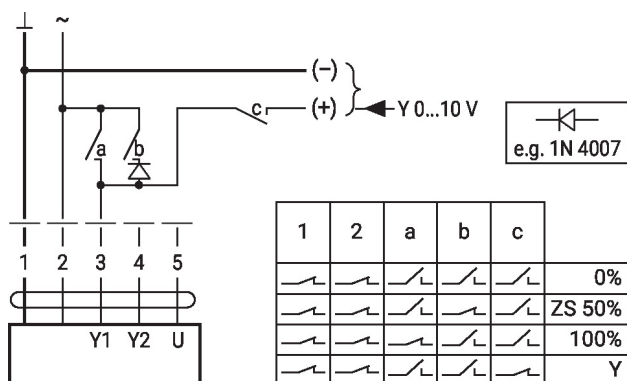 ⊥ ~
(–)
(+) Y 0...10 V
a b c
e.g. 1N 4007
1 2 3 4 5
Y1 Y2 U
1 2 a b c
0%
ZS 50%
100%
Y